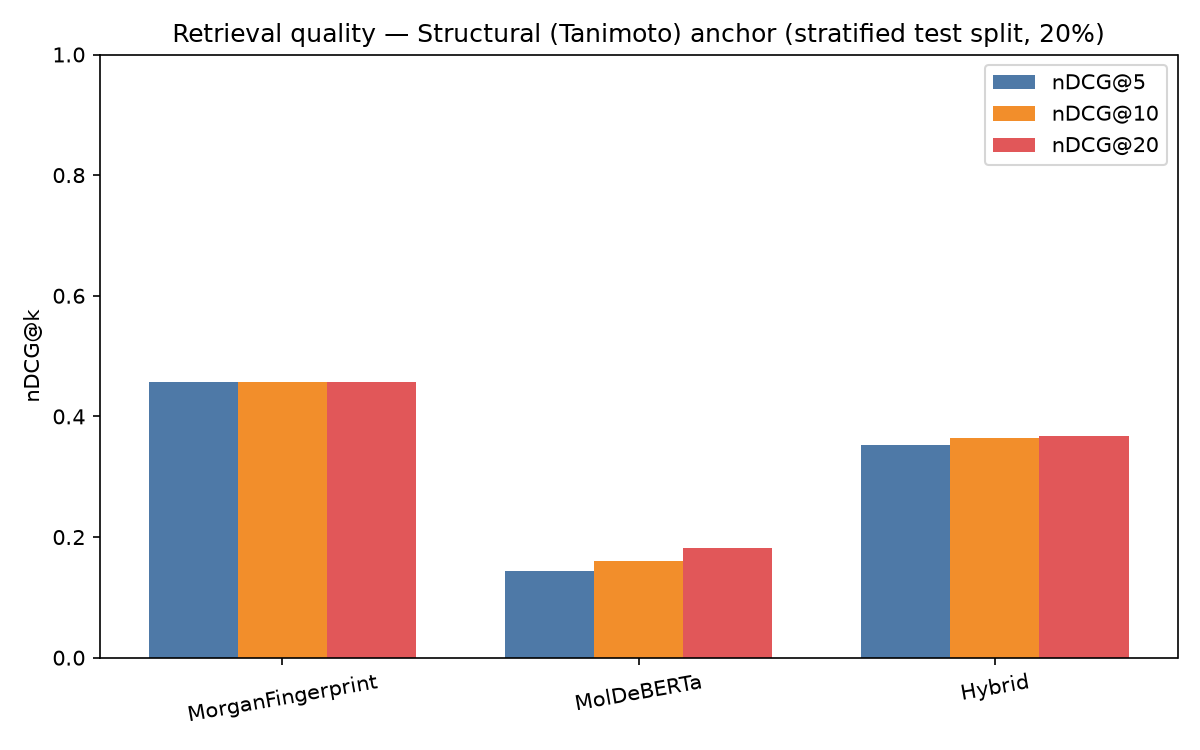 Retrieval quality — Structural (Tanimoto) anchor (stratified test split, 20%)
nDCG@5
nDCG@10
nDCG@20
nDCG@k
1.0
0.8
0.6
0.4
0.2
0.0
MorganFingerprint
MolDeBERTa
Hybrid